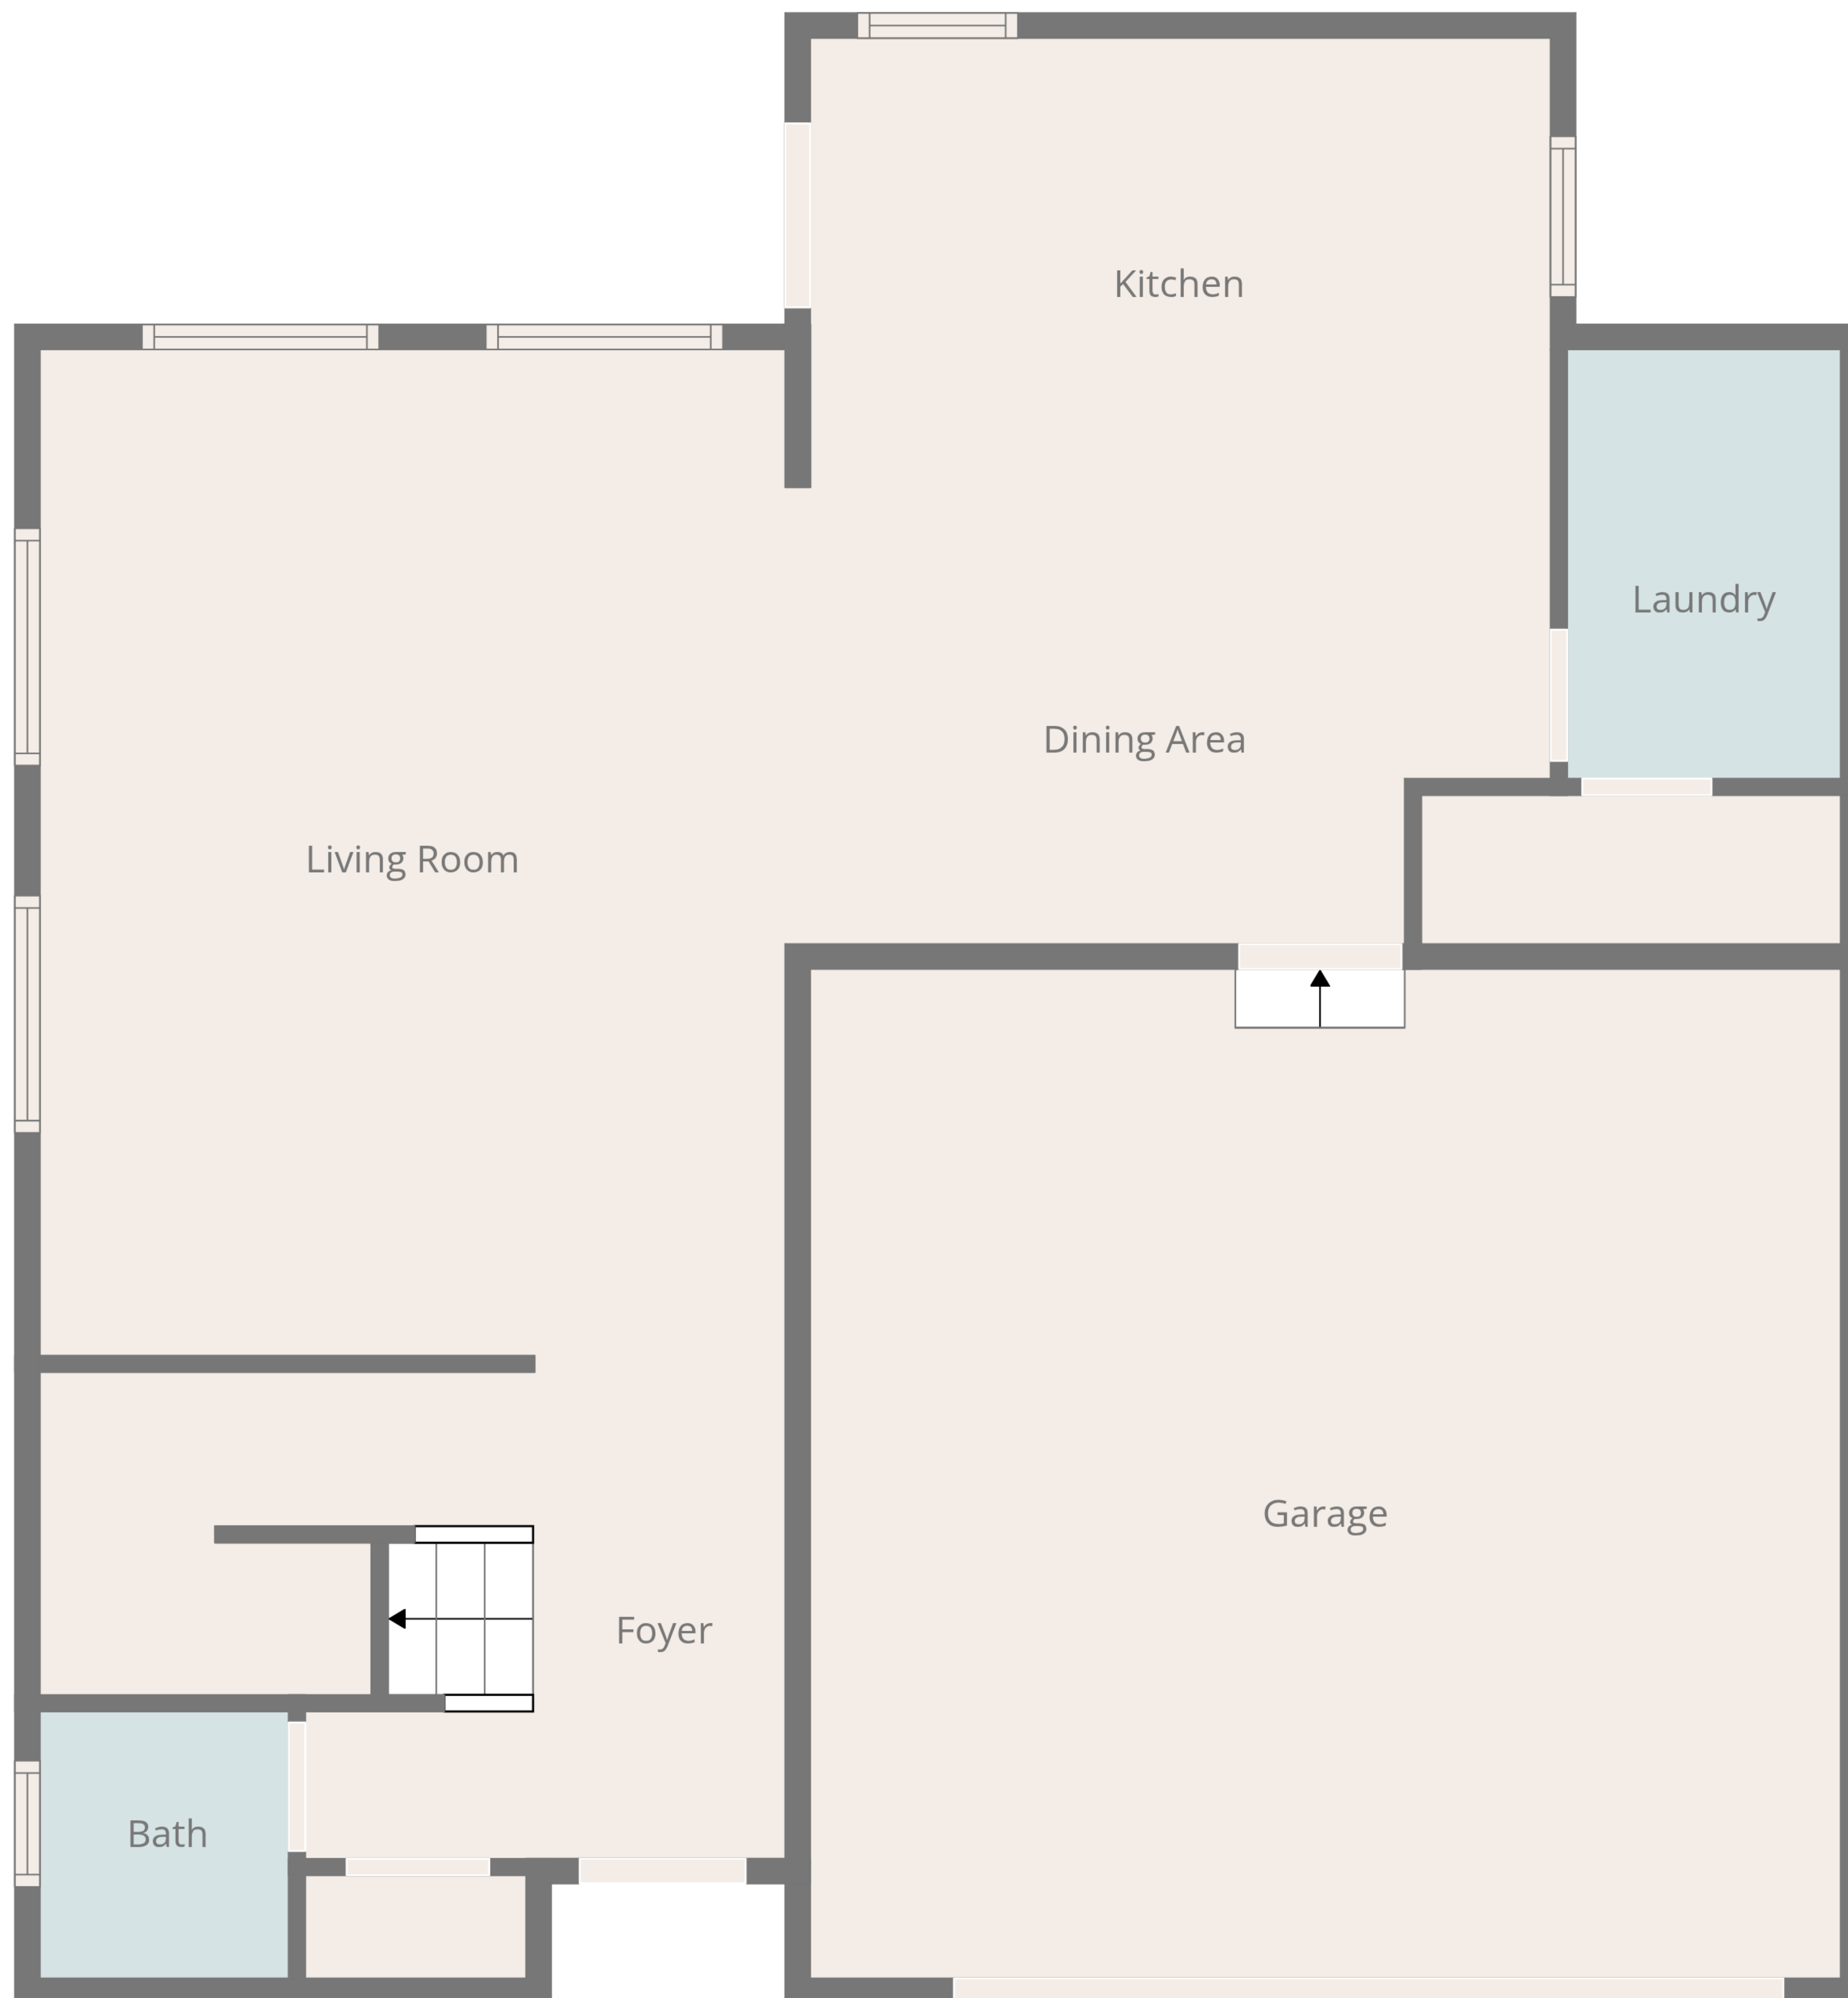 Kitchen
Laundry
Dining Area
Living Room
Garage
Foyer
Bath